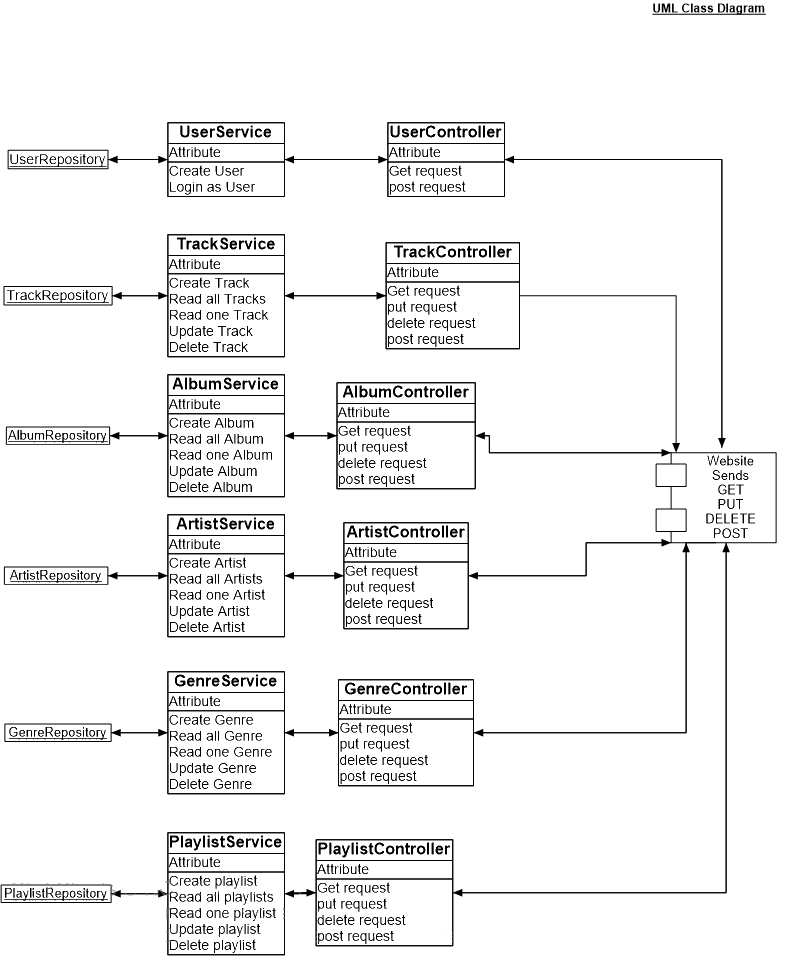 UML Class Diagram
UserRepository
UserService
Attribute
Create User
Login as User
UserController
Attribute
Get request
post request
TrackRepository
TrackService
Attribute
Create Track
Read all Tracks
Read one Track
Update Track
Delete Track
TrackController
Attribute
Get request
put request
delete request
post request
AlbumRepository
AlbumService
Attribute
Create Album
Read all Album
Read one Album
Update Album
Delete Album
AlbumController
Attribute
Get request
put request
delete request
post request
Website
Sends
GET
PUT
DELETE
POST
ArtistRepository
ArtistService
Attribute
Create Artist
Read all Artists
Read one Artist
Update Artist
Delete Artist
ArtistController
Attribute
Get request
put request
delete request
post request
GenreRepository
GenreService
Attribute
Create Genre
Read all Genre
Read one Genre
Update Genre
Delete Genre
GenreController
Attribute
Get request
put request
delete request
post request
PlaylistRepository
PlaylistService
Attribute
Create playlist
Read all playlists
Read one playlist
Update playlist
Delete playlist
PlaylistController
Attribute
Get request
put request
delete request
post request